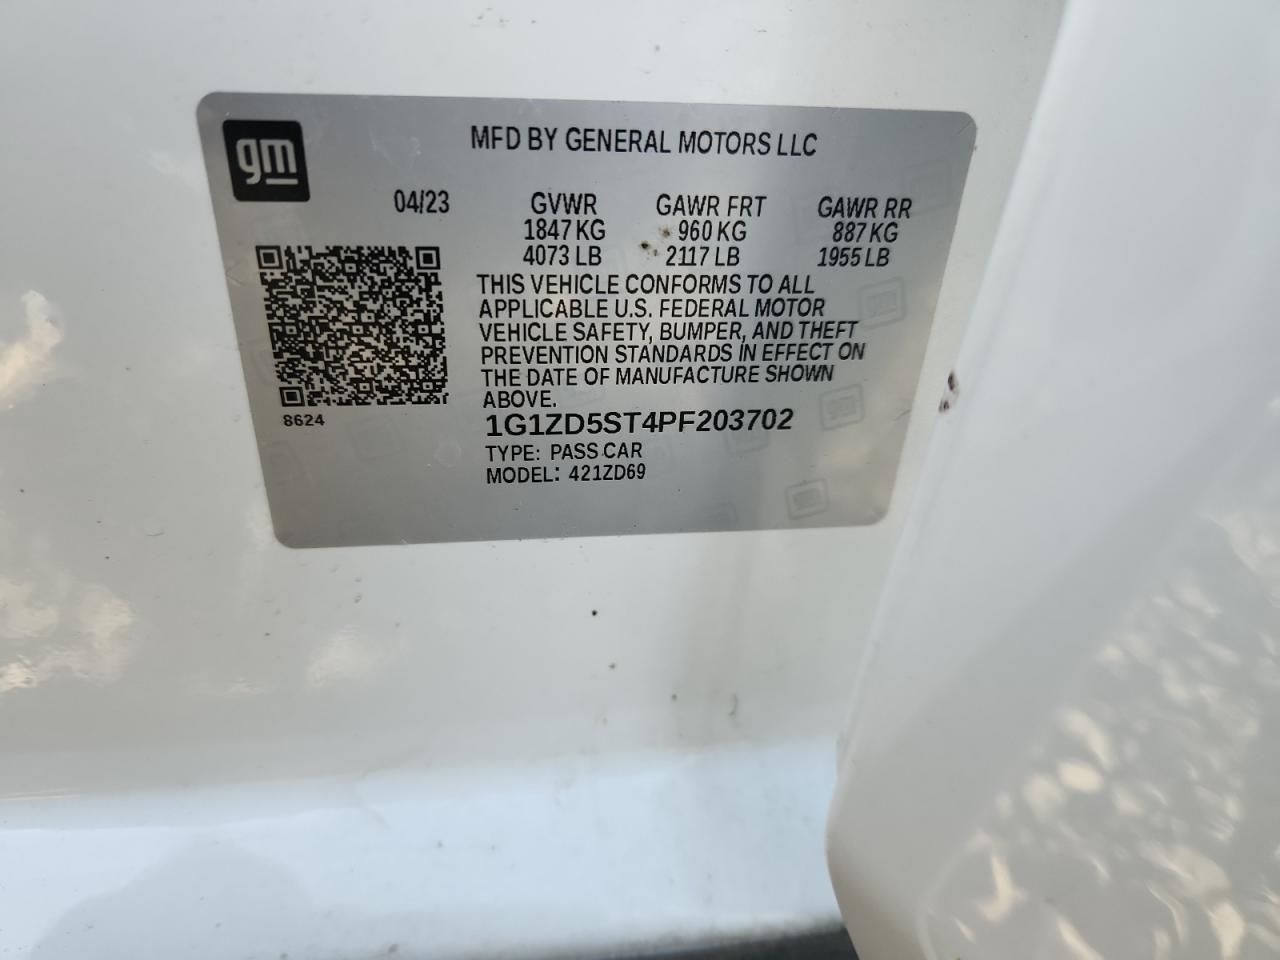 gm
MFD BY GENERAL MOTORS LLC
04/23 GVWR GAWR FRT GAWR RR
1847 KG 960 KG 887 KG
4073 LB 2117 LB 1955 LB
THIS VEHICLE CONFORMS TO ALL
APPLICABLE U.S. FEDERAL MOTOR
VEHICLE SAFETY, BUMPER, AND THEFT
PREVENTION STANDARDS IN EFFECT ON
THE DATE OF MANUFACTURE SHOWN
ABOVE.
8624
1G1ZD5ST4PF203702
TYPE: PASS CAR
MODEL: 421ZD69